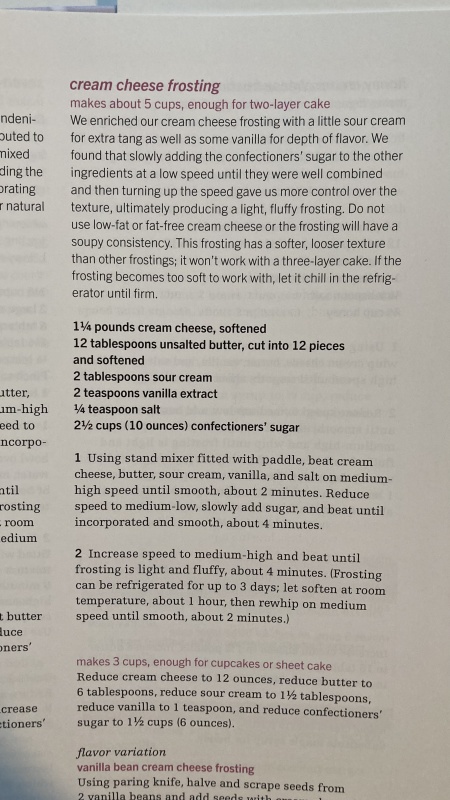 ndeni-
outed to
mixed
ding the
orating
r natural
utter,
um-high
eed to
ncorpo-
ntil
rosting
room
edium
t butter
luce
oners’
crease
ctioners’
cream cheese frosting
makes about 5 cups, enough for two-layer cake
We enriched our cream cheese frosting with a little sour cream
for extra tang as well as some vanilla for depth of flavor. We
found that slowly adding the confectioners’ sugar to the other
ingredients at a low speed until they were well combined
and then turning up the speed gave us more control over the
texture, ultimately producing a light, fluffy frosting. Do not
use low-fat or fat-free cream cheese or the frosting will have a
soupy consistency. This frosting has a softer, looser texture
than other frostings; it won’t work with a three-layer cake. If the
frosting becomes too soft to work with, let it chill in the refrig-
erator until firm.
1¼ pounds cream cheese, softened
12 tablespoons unsalted butter, cut into 12 pieces
and softened
2 tablespoons sour cream
2 teaspoons vanilla extract
¼ teaspoon salt
2½ cups (10 ounces) confectioners’ sugar
1 Using stand mixer fitted with paddle, beat cream
cheese, butter, sour cream, vanilla, and salt on medium-
high speed until smooth, about 2 minutes. Reduce
speed to medium-low, slowly add sugar, and beat until
incorporated and smooth, about 4 minutes.
2 Increase speed to medium-high and beat until
frosting is light and fluffy, about 4 minutes. (Frosting
can be refrigerated for up to 3 days; let soften at room
temperature, about 1 hour, then rewhip on medium
speed until smooth, about 2 minutes.)
makes 3 cups, enough for cupcakes or sheet cake
Reduce cream cheese to 12 ounces, reduce butter to
6 tablespoons, reduce sour cream to 1½ tablespoons,
reduce vanilla to 1 teaspoon, and reduce confectioners’
sugar to 1½ cups (6 ounces).
flavor variation
vanilla bean cream cheese frosting
Using paring knife, halve and scrape seeds from
2 vanilla beans and add seeds with